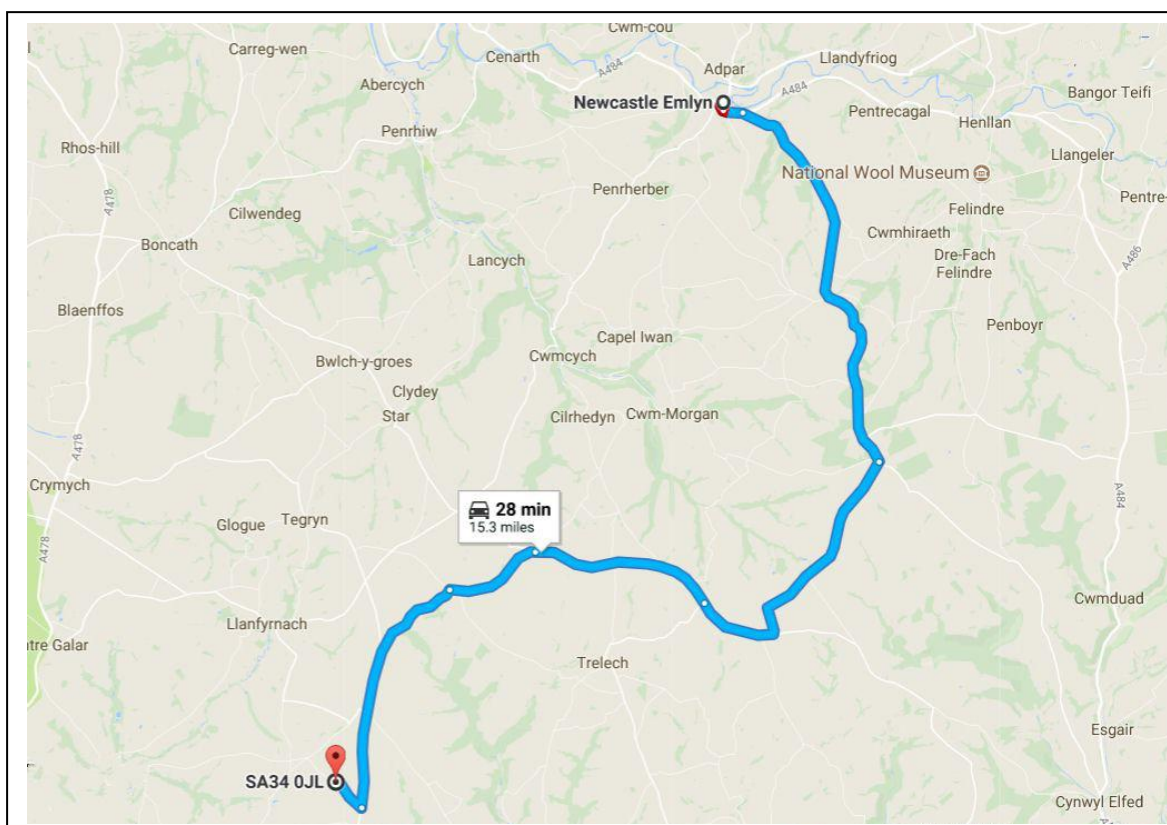 Cwm-cou
Carreg-wen
Cenarth
A484
Adpar
Llandyfriog
Abercych
Newcastle Emlyn
A484
Bangor Teifi
Pentrecagal
Henllan
Penrhiw
Rhos-hill
Llangeler
A478
Penrherber
National Wool Museum
Pentre-
Cilwendeg
Felindre
Boncath
Cwmhiraeth
A486
Lancych
Dre-Fach
Felindre
Blaenffos
Capel Iwan
Penboyr
Bwlch-y-groes
Cwmcych
Clydey
Star
Cilrhedyn
Cwm-Morgan
A478
Crymych
A484
28 min
15.3 miles
Glogue
Tegryn
A478
Cwmduad
Llanfyrnach
ntre Galar
Trelech
Esgair
SA34 0JL
Cynwyl Elfed